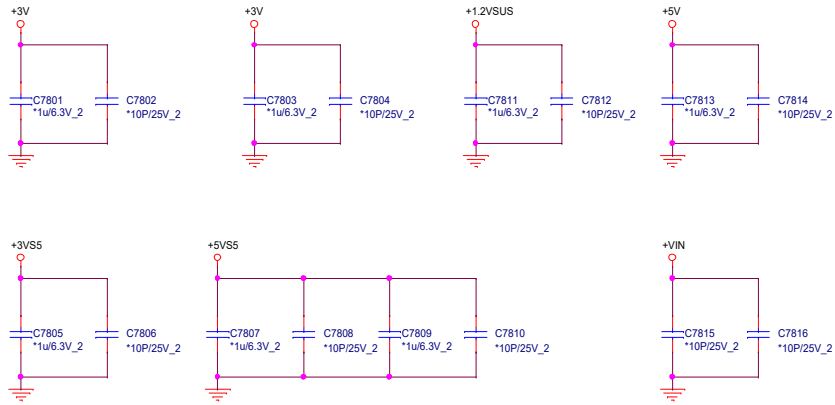 +3V
+3V
+1.2VSUS
+5V
C7801
*1u/6.3V_2
C7802
*10P/25V_2
C7803
*1u/6.3V_2
C7804
*10P/25V_2
C7811
*1u/6.3V_2
C7812
*10P/25V_2
C7813
*1u/6.3V_2
C7814
*10P/25V_2
+3VS5
+5VS5
+VIN
C7805
*1u/6.3V_2
C7806
*10P/25V_2
C7807
*1u/6.3V_2
C7808
*10P/25V_2
C7809
*1u/6.3V_2
C7810
*10P/25V_2
C7815
*10P/25V_2
C7816
*10P/25V_2